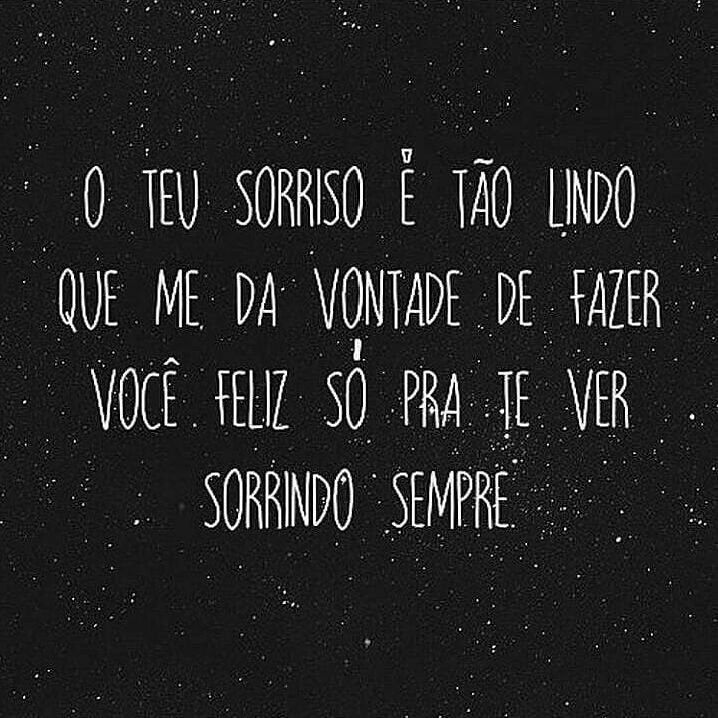 O TEU SORRISO É TÃO LINDO
QUE ME DA VONTADE DE FAZER
VOCÊ FELIZ SÓ PRA TE VER
SORRINDO SEMPRE.